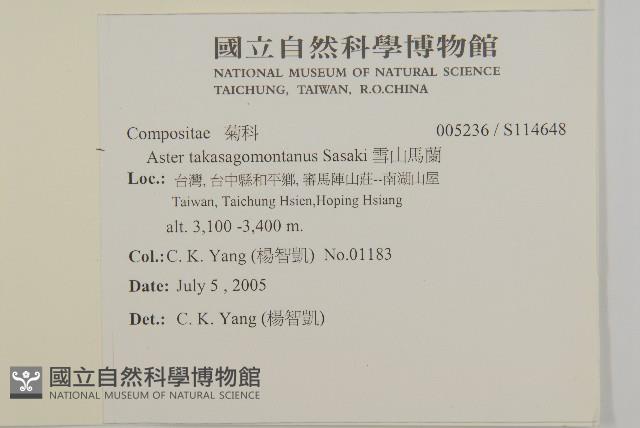 國立自然科學博物館
NATIONAL MUSEUM OF NATURAL SCIENCE
TAICHUNG, TAIWAN, R.O.CHINA
Compositae 菊科 005236 / S114648
Aster takasagomontanus Sasaki 雪山馬蘭
Loc.: 台灣, 台中縣和平鄉, 審馬陣山莊--南湖山屋
Taiwan, Taichung Hsien,Hoping Hsiang
alt. 3,100 -3,400 m.
Col.: C. K. Yang (楊智凱) No.01183
Date: July 5 , 2005
Det.: C. K. Yang (楊智凱)
國立自然科學博物館
NATIONAL MUSEUM OF NATURAL SCIENCE